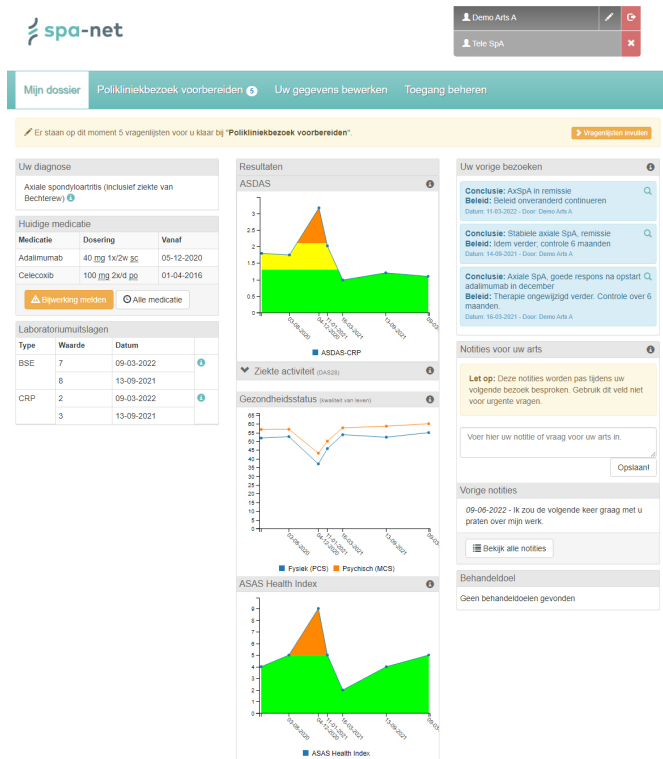 spa-net
Demo Arts A
Tele SpA
Mijn dossier
Polikliniekbezoek voorbereiden 5
Uw gegevens bewerken
Toegang beheren
Er staan op dit moment 5 vragenlijsten voor u klaar bij "Polikliniekbezoek voorbereiden".
Vragenlijsten invullen
Uw diagnose
Axiale spondyloartritis (inclusief ziekte van
Bechterew)
Huidige medicatie
Medicatie Dosering Vanaf
Adalimumab 40 mg 1x/2w sc 05-12-2020
Celecoxib 100 mg 2x/d po 01-04-2016
Bijwerking melden
Alle medicatie
Laboratoriumuitslagen
Type Waarde Datum
BSE 7 09-03-2022
8 13-09-2021
CRP 2 09-03-2022
3 13-09-2021
Resultaten
ASDAS
3
2.5
2
1.5
1
0.5
0
03-08-2020
04-12-2020
11-01-2021
16-03-2021
13-09-2021
09-03-
ASDAS-CRP
Ziekte activiteit (DAS28)
Gezondheidsstatus (kwaliteit van leven)
65
60
55
50
45
40
35
30
25
20
15
10
5
0
03-08-2020
04-12-2020
11-01-2021
16-03-2021
13-09-2021
09-03-
Fysiek (PCS) Psychisch (MCS)
ASAS Health Index
9
8
7
6
5
4
3
2
1
0
03-08-2020
04-12-2020
11-01-2021
16-03-2021
13-09-2021
09-03-
ASAS Health Index
Uw vorige bezoeken
Conclusie: AxSpA in remissie
Beleid: Beleid onveranderd continueren
Datum: 11-03-2022 - Door: Demo Arts A
Conclusie: Stabiele axiale SpA, remissie
Beleid: Idem verder, controle 6 maanden
Datum: 14-09-2021 - Door: Demo Arts A
Conclusie: Axiale SpA, goede respons na opstart
adalimumab in december
Beleid: Therapie ongewijzigd verder. Controle over 6
maanden.
Datum: 16-03-2021 - Door: Demo Arts A
Notities voor uw arts
Let op: Deze notities worden pas tijdens uw
volgende bezoek besproken. Gebruik dit veld niet
voor urgente vragen.
Voer hier uw notitie of vraag voor uw arts in.
Opslaan!
Vorige notities
09-06-2022 - Ik zou de volgende keer graag met u
praten over mijn werk.
Bekijk alle notities
Behandeldoel
Geen behandeldoelen gevonden